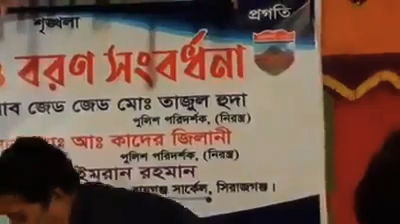 শৃঙ্খলা প্রগতি
বরণ সংবর্ধনা
জেড জেড মোঃ তাজুল হুদা
পুলিশ পরিদর্শক, (নিরস্ত্র)
আঃ কাদের জিলানী
পুলিশ পরিদর্শক, (নিরস্ত্র)
ইমরান রহমান
সার্কেল, সিরাজগঞ্জ।